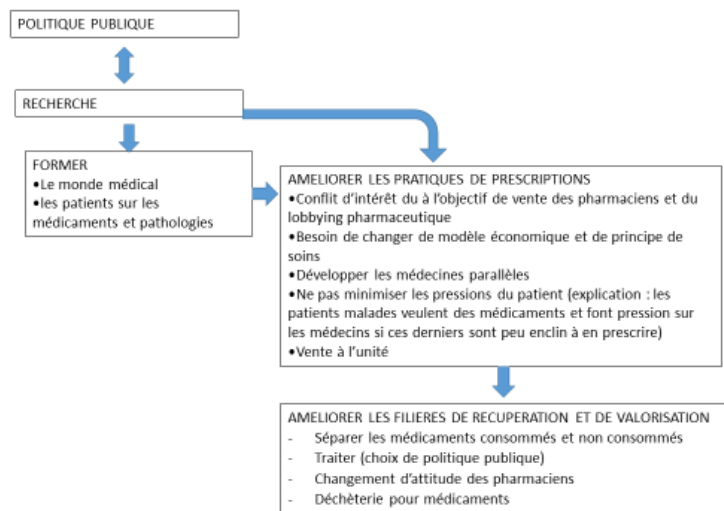 POLITIQUE PUBLIQUE
RECHERCHE
FORMER
•Le monde médical
•les patients sur les
médicaments et pathologies
AMELIORER LES PRATIQUES DE PRESCRIPTIONS
•Conflit d'intérêt du à l'objectif de vente des pharmaciens et du
lobbying pharmaceutique
•Besoin de changer de modèle économique et de principe de
soins
•Développer les médecines parallèles
•Ne pas minimiser les pressions du patient (explication : les
patients malades veulent des médicaments et font pression sur
les médecins si ces derniers sont peu enclin à en prescrire)
•Vente à l'unité
AMELIORER LES FILIERES DE RECUPERATION ET DE VALORISATION
- Séparer les médicaments consommés et non consommés
- Traiter (choix de politique publique)
- Changement d'attitude des pharmaciens
- Déchèterie pour médicaments